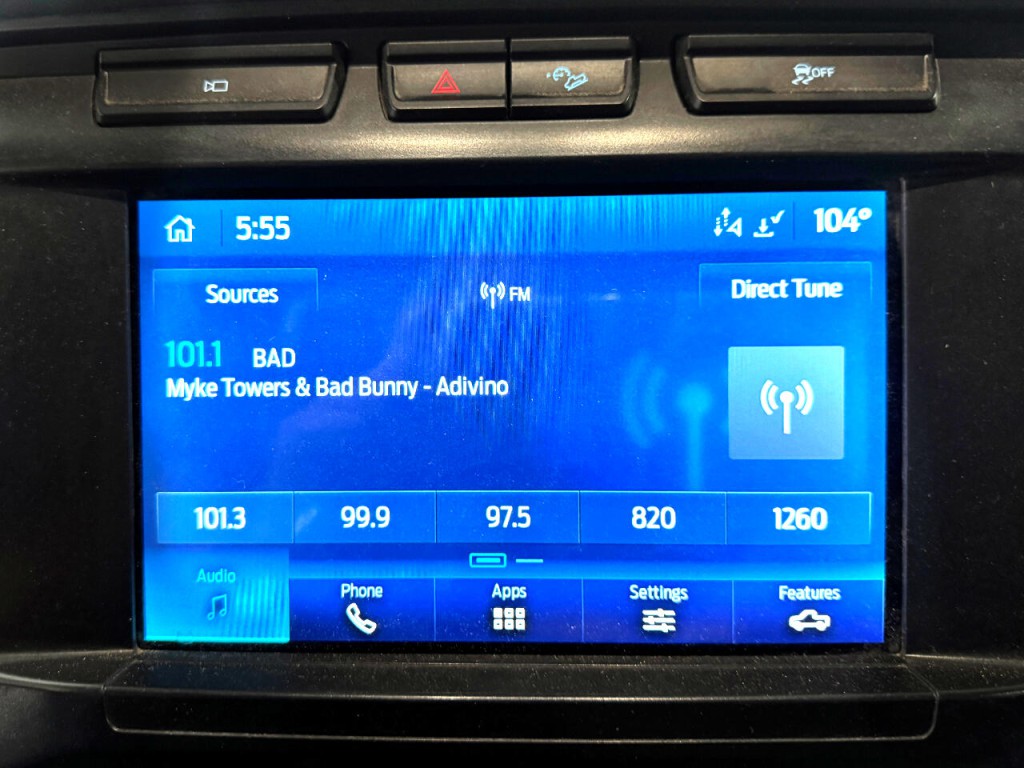 OFF
5:55
104°
Sources
FM
Direct Tune
101.1 BAD
Myke Towers & Bad Bunny - Adivino
101.3
99.9
97.5
820
1260
Audio
Phone
Apps
Settings
Features